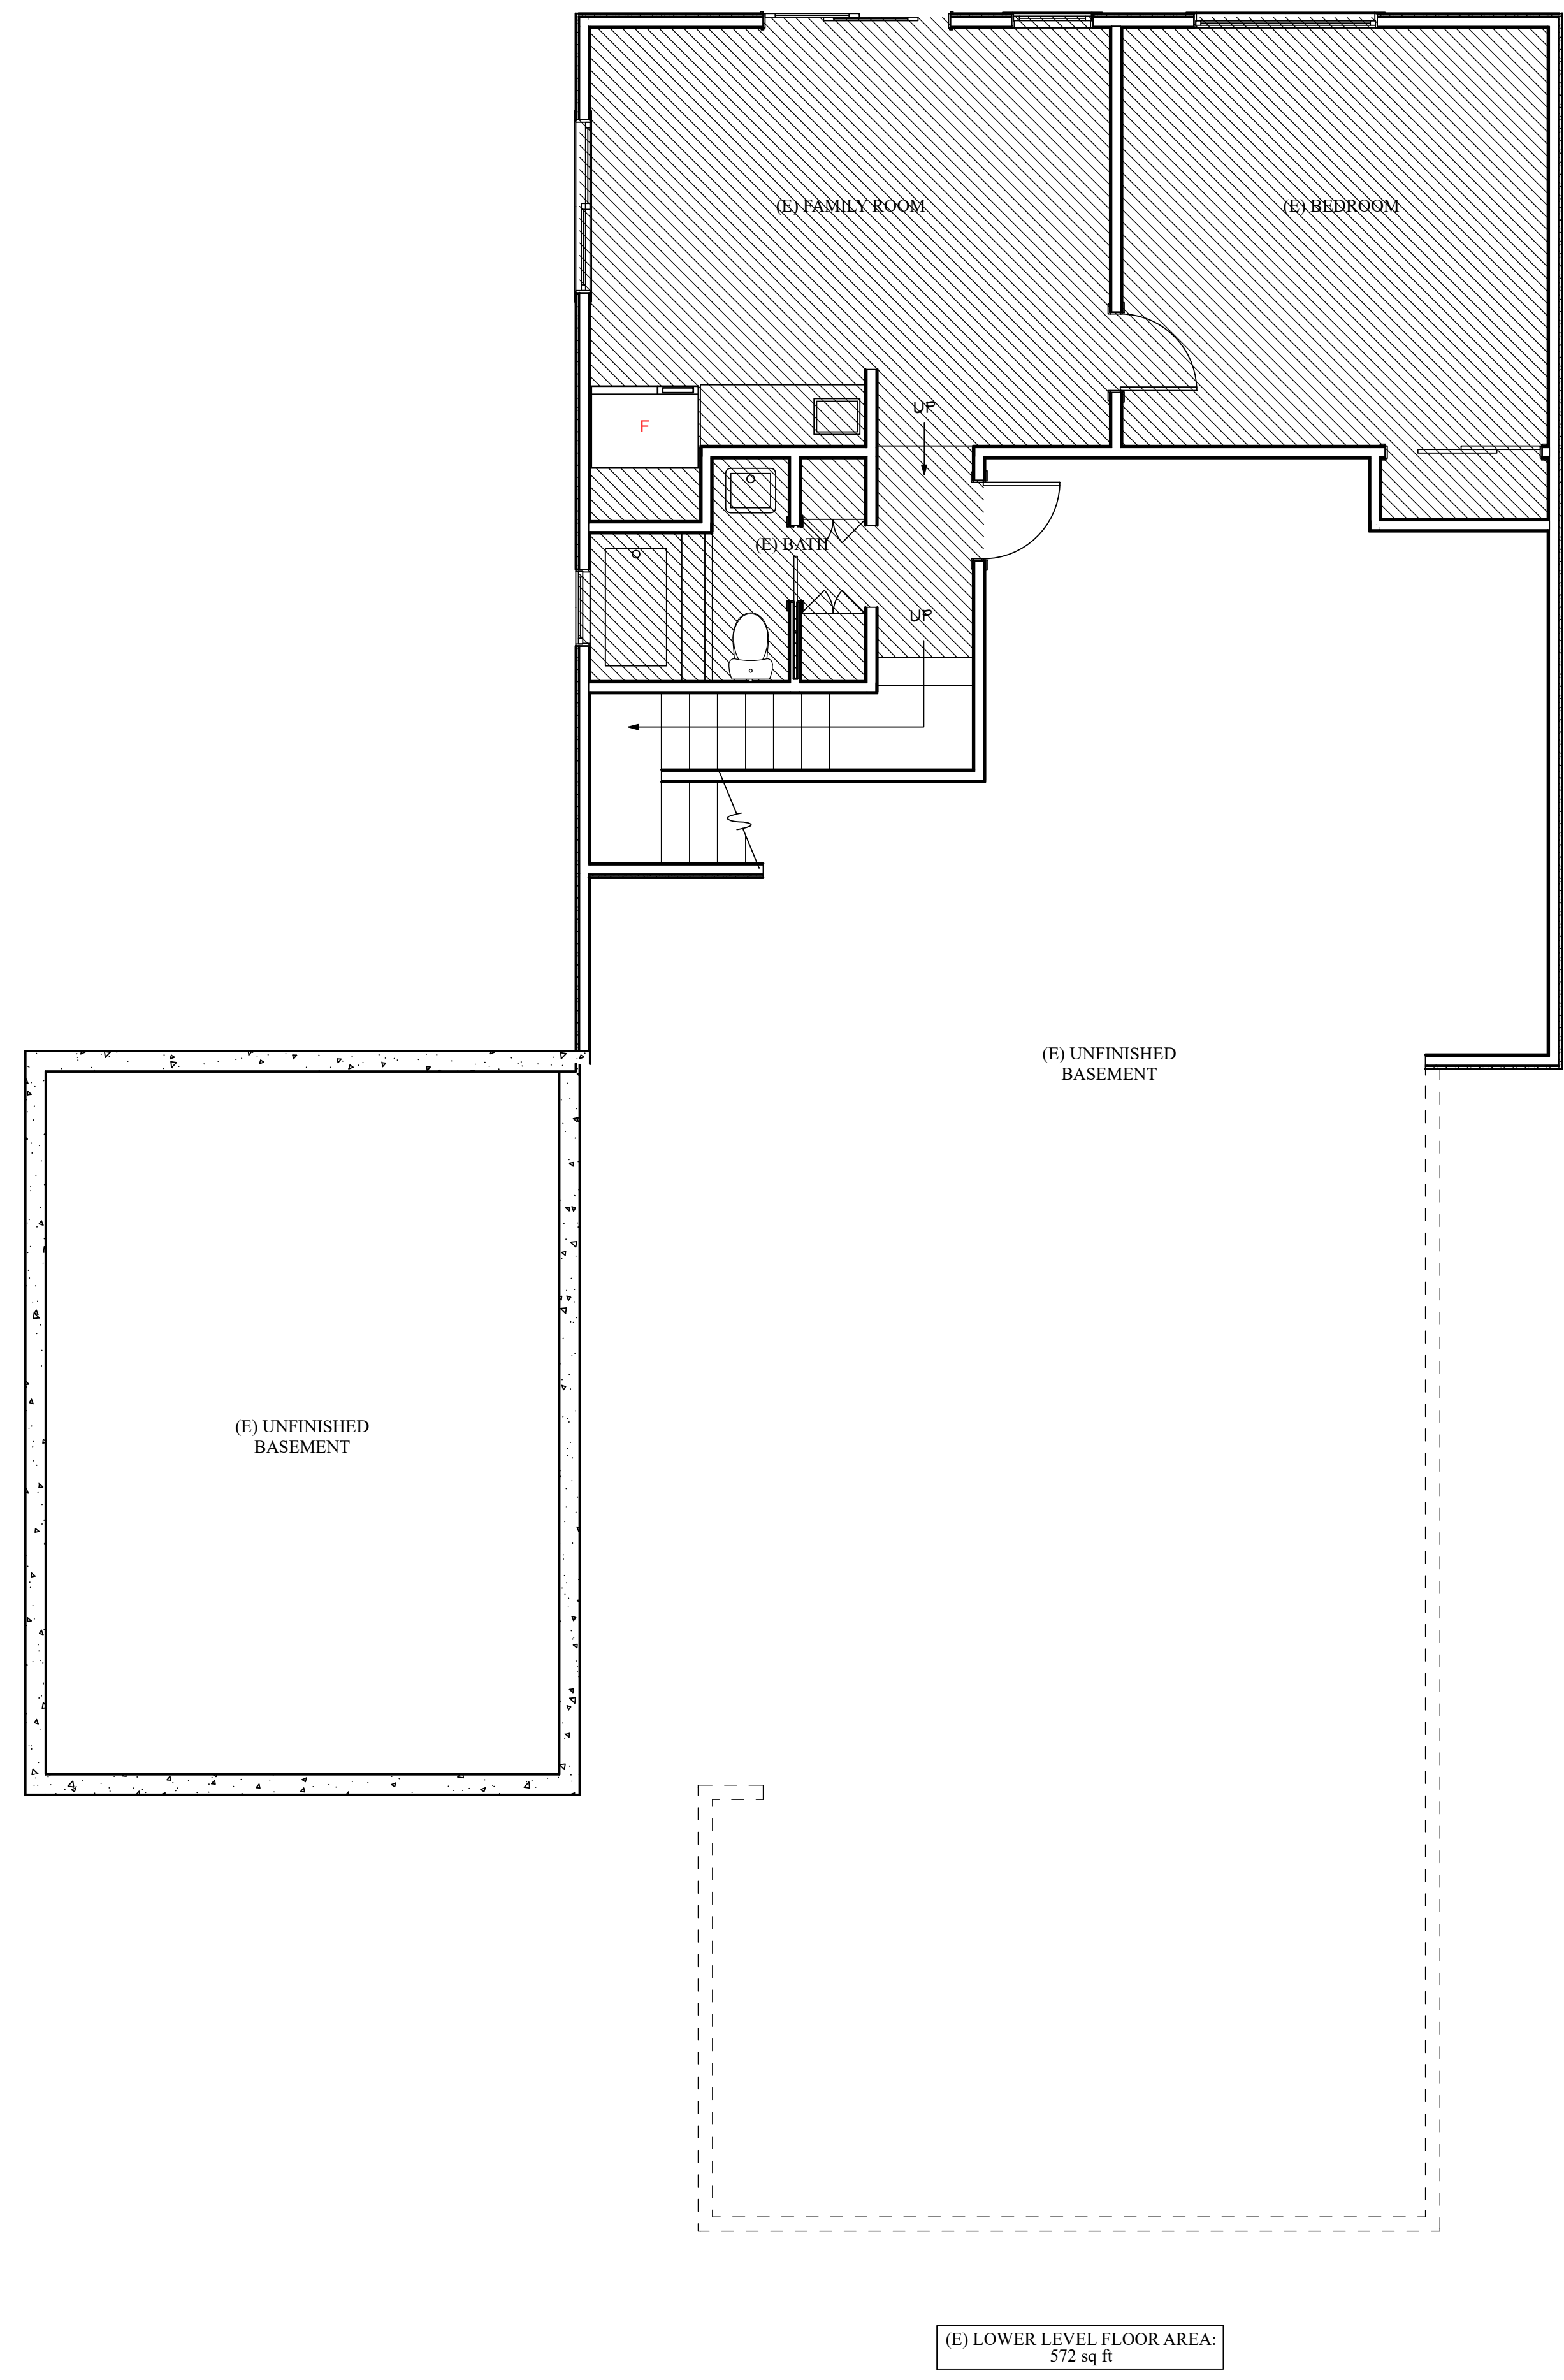 (E) FAMILY ROOM
(E) BEDROOM
UP
F
(E) BATH
UP
(E) UNFINISHED
BASEMENT
(E) UNFINISHED
BASEMENT
(E) LOWER LEVEL FLOOR AREA:
572 sq ft